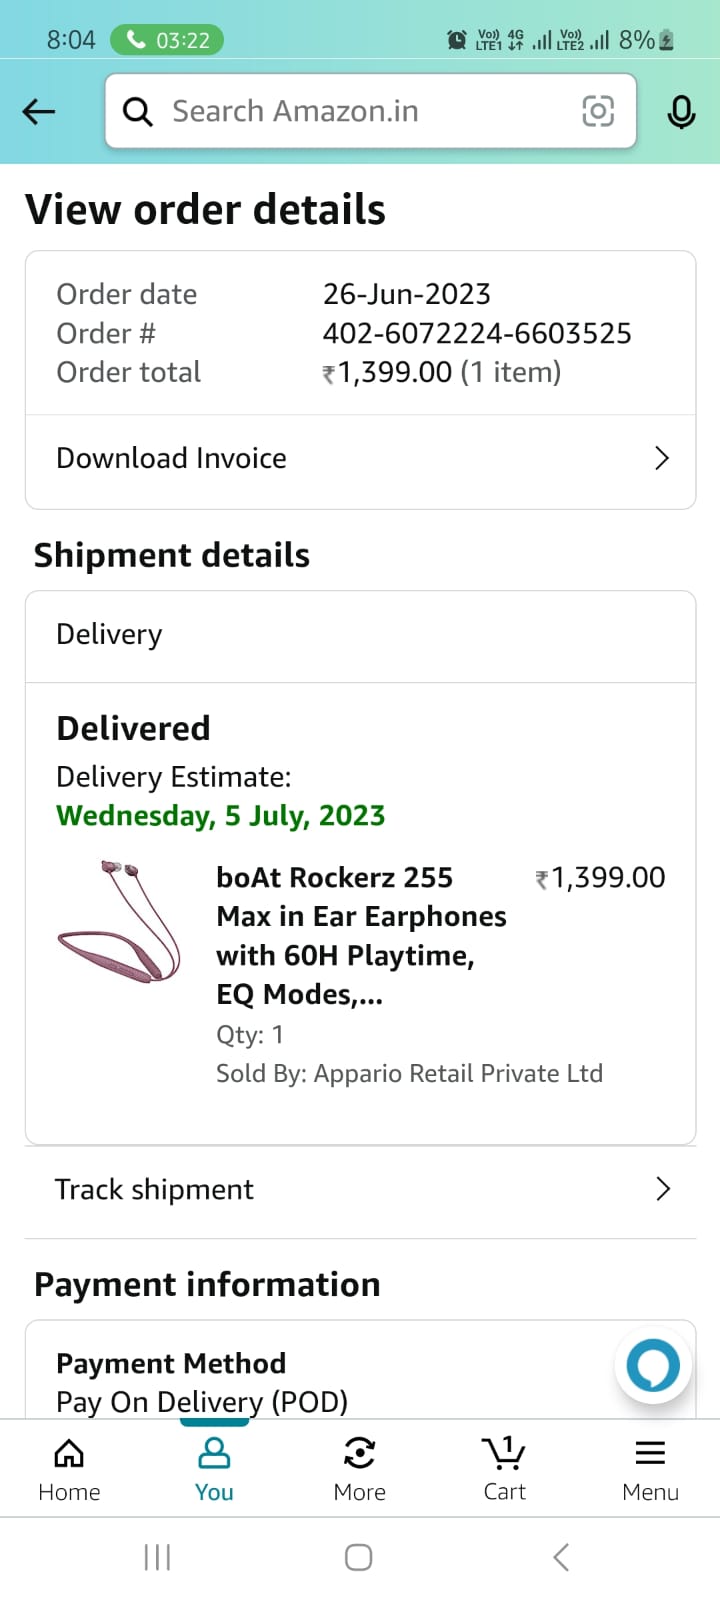 8:04 03:22 Vo)) LTE1 4G Vo)) LTE2 8%
Search Amazon.in
View order details
Order date 26-Jun-2023
Order # 402-6072224-6603525
Order total ₹1,399.00 (1 item)
Download Invoice
Shipment details
Delivery
Delivered
Delivery Estimate:
Wednesday, 5 July, 2023
boAt Rockerz 255 ₹1,399.00
Max in Ear Earphones
with 60H Playtime,
EQ Modes,...
Qty: 1
Sold By: Appario Retail Private Ltd
Track shipment
Payment information
Payment Method
Pay On Delivery (POD)
1
Home You More Cart Menu